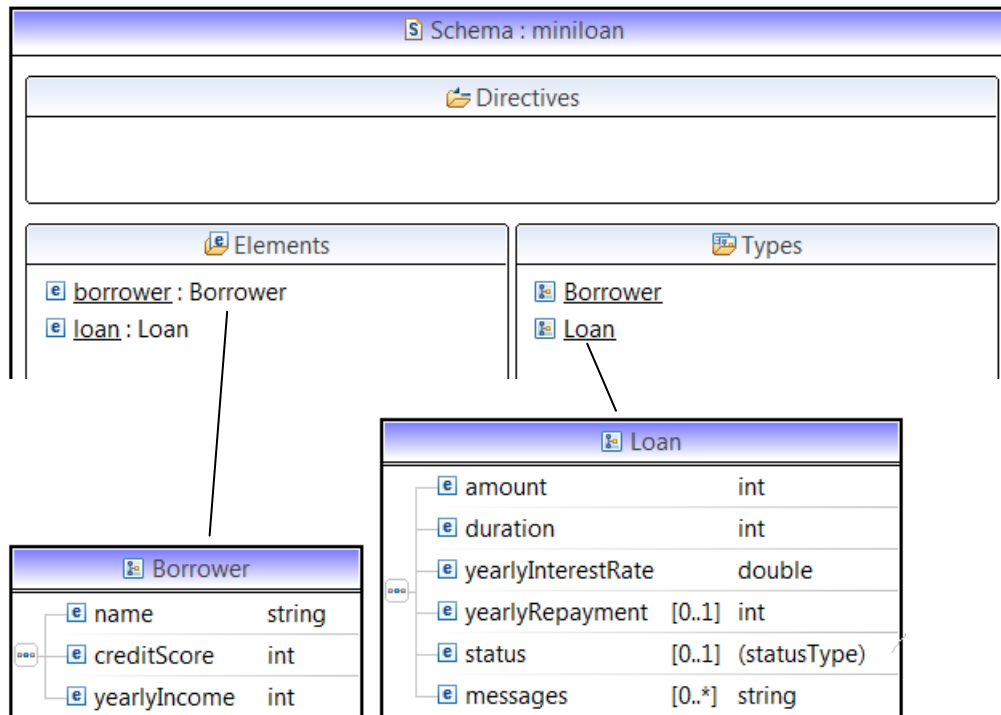 Schema : miniloan
Directives
Elements
borrower : Borrower
loan : Loan
Types
Borrower
Loan
Loan
amount int
duration int
yearlyInterestRate double
yearlyRepayment [0..1] int
status [0..1] (statusType)
messages [0..*] string
Borrower
name string
creditScore int
yearlyIncome int